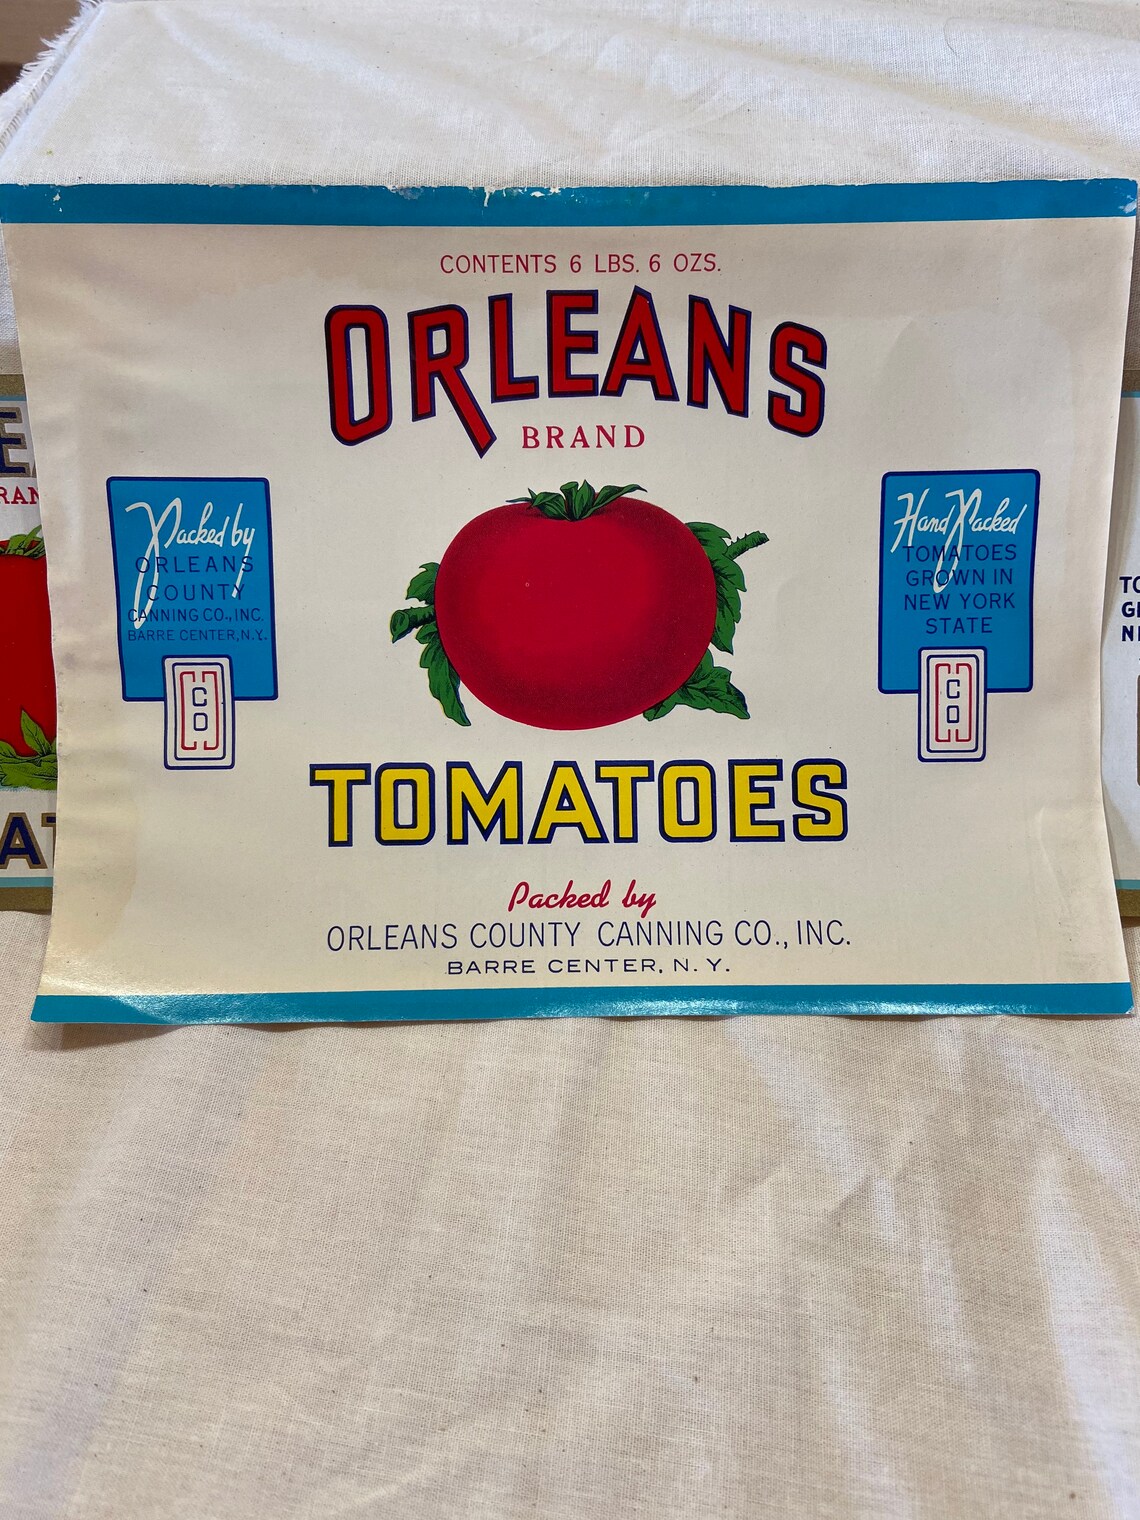 CONTENTS 6 LBS. 6 OZS.
ORLEANS
BRAND
Packed by
ORLEANS
COUNTY
CANNING CO., INC.
BARRE CENTER, N.Y.
Hand Packed
TOMATOES
GROWN IN
NEW YORK
STATE
TOMATOES
Packed by
ORLEANS COUNTY CANNING CO., INC.
BARRE CENTER, N. Y.